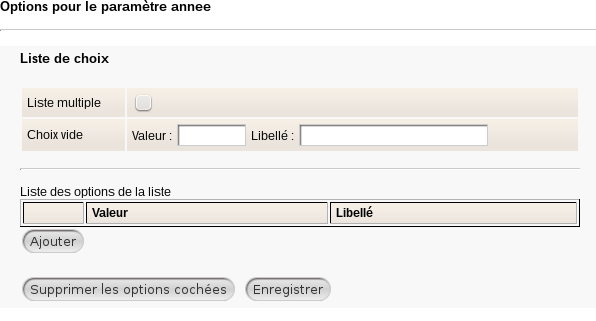 Options pour le paramètre annee
Liste de choix
Liste multiple
Choix vide Valeur : Libellé :
Liste des options de la liste
Valeur Libellé
Ajouter
Supprimer les options cochées Enregistrer